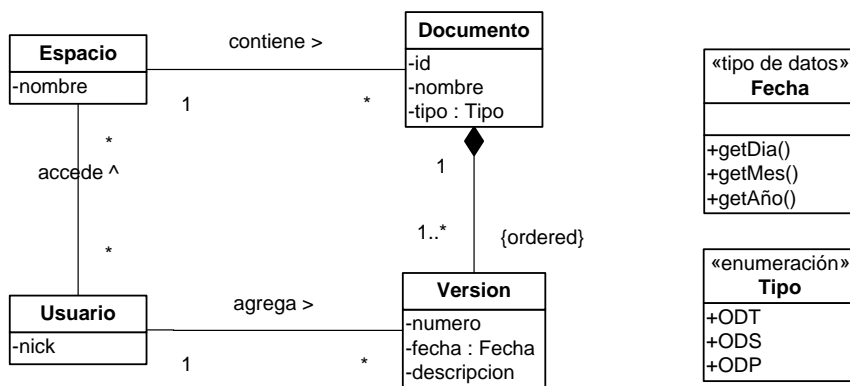 Espacio
-nombre
contiene >
1
*
Documento
-id
-nombre
-tipo : Tipo
«tipo de datos»
Fecha
+getDia()
+getMes()
+getAño()
*
accede ^
*
1
1..*
{ordered}
Usuario
-nick
agrega >
1
*
Version
-numero
-fecha : Fecha
-descripcion
«enumeración»
Tipo
+ODT
+ODS
+ODP